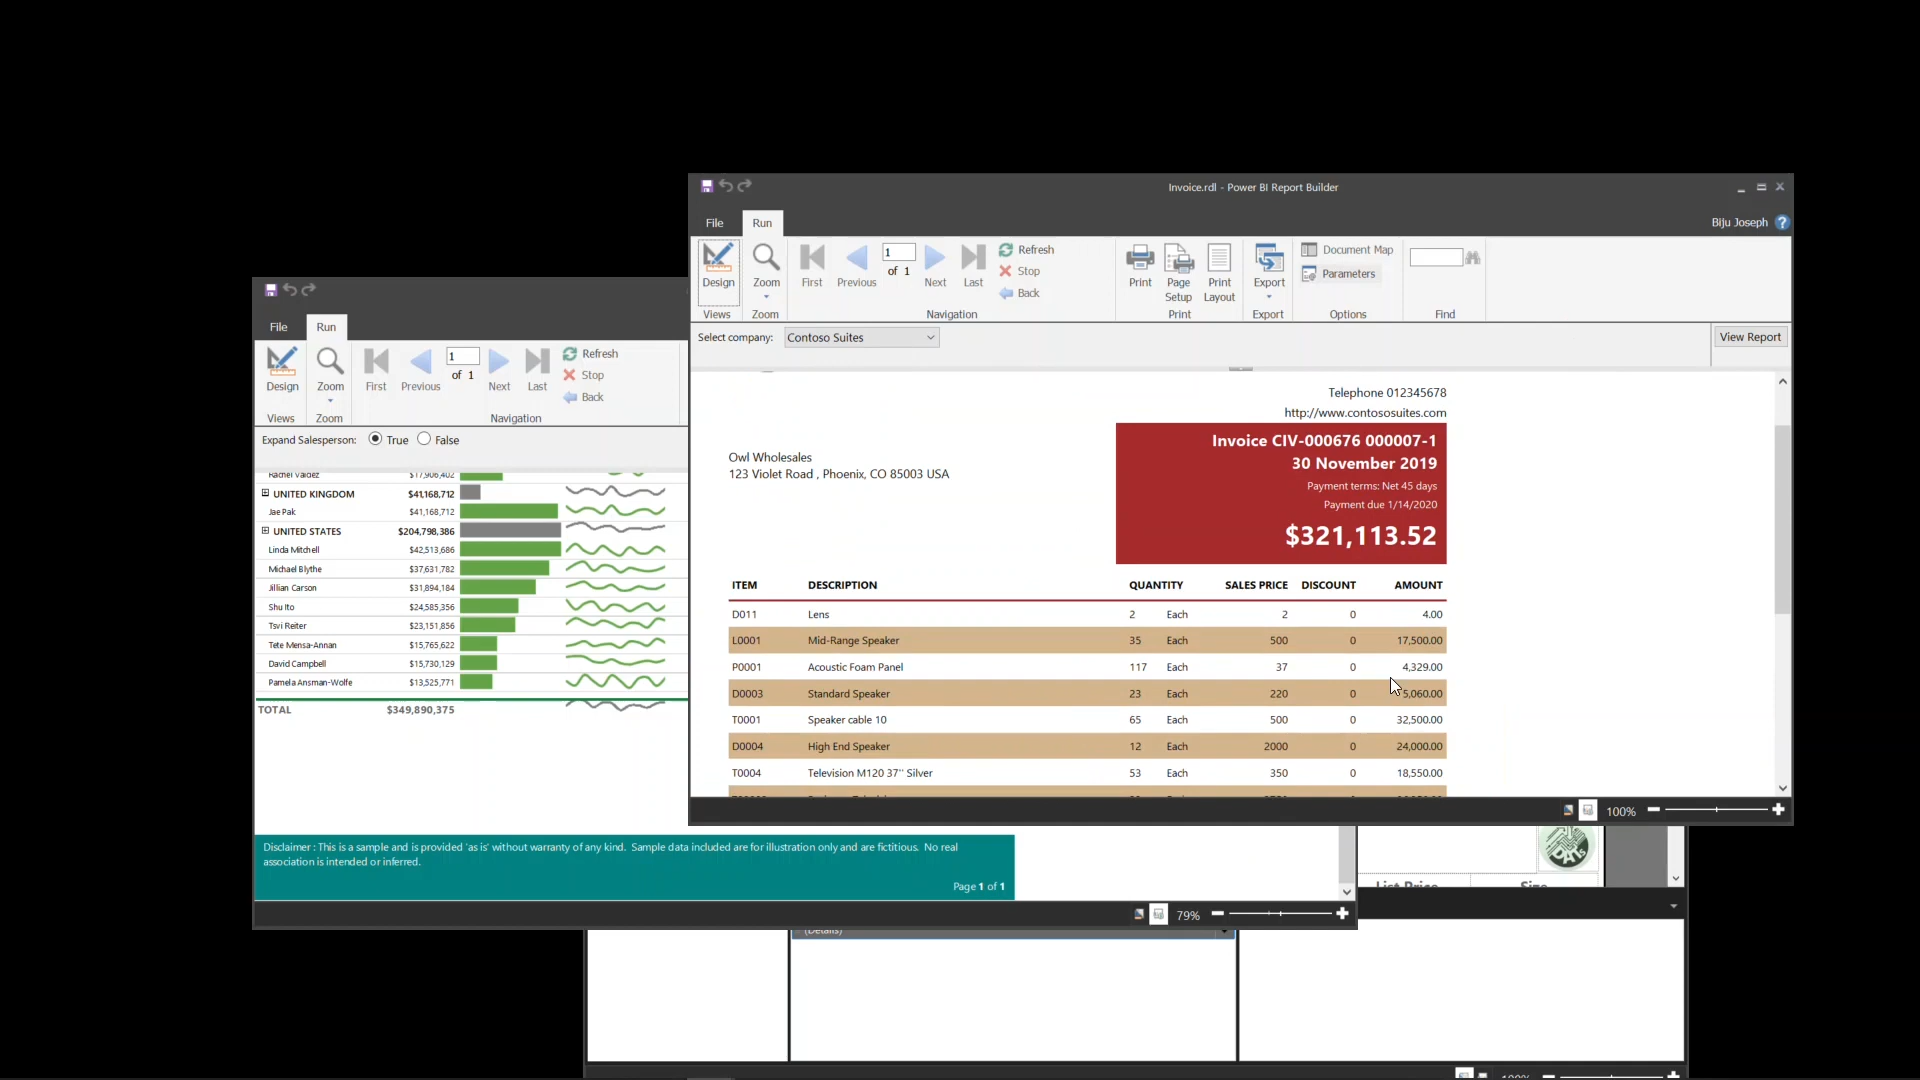 Invoice.rdl - Power BI Report Builder
File
Run
Biju Joseph
?
Design
Zoom
First
Previous
1
of 1
Next
Last
Refresh
Stop
Back
Print
Page
Setup
Print
Layout
Export
Document Map
Parameters
Views
Zoom
Navigation
Print
Export
Options
Find
Select company:
Contoso Suites
View Report
Telephone 012345678
http://www.contososuites.com
Owl Wholesales
123 Violet Road , Phoenix, CO 85003 USA
Invoice CIV-000676 000007-1
30 November 2019
Payment terms: Net 45 days
Payment due 1/14/2020
$321,113.52
ITEM DESCRIPTION QUANTITY SALES PRICE DISCOUNT AMOUNT
D011 Lens 2 Each 2 0 4.00
L0001 Mid-Range Speaker 35 Each 500 0 17,500.00
P0001 Acoustic Foam Panel 117 Each 37 0 4,329.00
D0003 Standard Speaker 23 Each 220 0 5,060.00
T0001 Speaker cable 10 65 Each 500 0 32,500.00
D0004 High End Speaker 12 Each 2000 0 24,000.00
T0004 Television M120 37'' Silver 53 Each 350 0 18,550.00
100%
File
Run
Design
Zoom
First
Previous
1
of 1
Next
Last
Refresh
Stop
Back
Views
Zoom
Navigation
Expand Salesperson: True False
Rachel Valdez $17,906,402
UNITED KINGDOM $41,168,712
Jae Pak $41,168,712
UNITED STATES $204,798,386
Linda Mitchell $42,513,686
Michael Blythe $37,631,782
Jillian Carson $31,894,184
Shu Ito $24,585,356
Tsvi Reiter $23,151,856
Tete Mensa-Annan $15,765,622
David Campbell $15,730,129
Pamela Ansman-Wolfe $13,525,771
TOTAL $349,890,375
Disclaimer : This is a sample and is provided 'as is' without warranty of any kind. Sample data included are for illustration only and are fictitious. No real
association is intended or inferred.
Page 1 of 1
79%
List Price Size
(Details)
100%